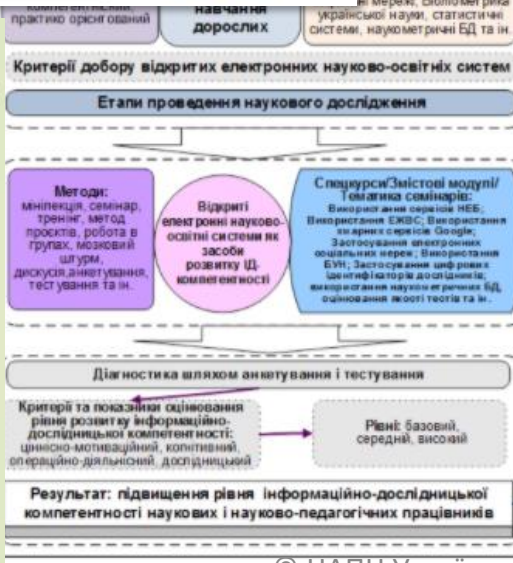 практико орієнтований
навчання
дорослих
української науки, статистичні
системи, наукометричні БД та ін.
Критерії добору відкритих електронних науково-освітніх систем
Етапи проведення наукового дослідження
Методи:
мінілекція, семінар,
тренінг, метод
проєктів, робота в
групах, мозковий
штурм,
дискусія,анкетування,
тестування та ін.
Відкриті
електронні науково-
освітні системи як
засоби
розвитку ІД-
компетентності
Спецкурси/Змістові модулі/
Тематика семінарів:
Використання сервісів НЕБ;
Використання ЕЖВС; Використання
хмарних сервісів Google;
Застосування електронних
соціальних мереж; Використання
БУН; Застосування цифрових
ідентифікаторів дослідників;
використання наукометричних БД,
оцінювання якості тестів та ін.
Діагностика шляхом анкетування і тестування
Критерії та показники оцінювання
рівня розвитку інформаційно-
дослідницької компетентності:
ціннісно-мотиваційний, когнітивний,
операційно-діяльнісний, дослідницький
Рівні: базовий,
середній, високий
Результат: підвищення рівня інформаційно-дослідницької
компетентності наукових і науково-педагогічних працівників